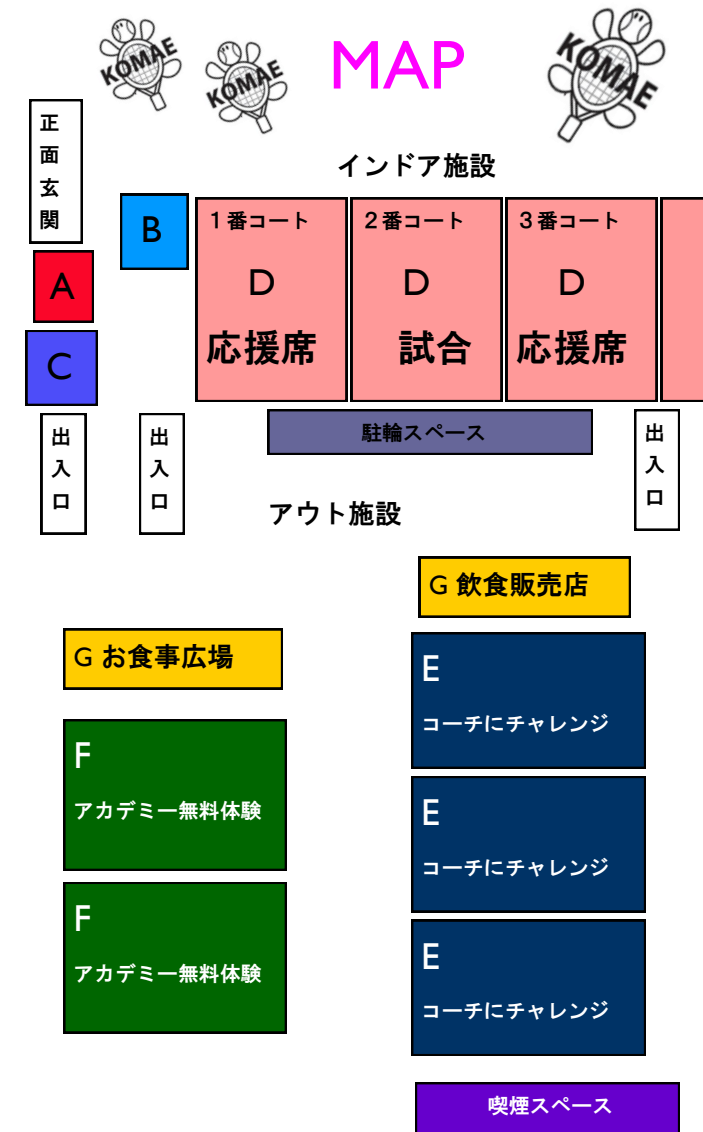 KOMAE
KOMAE
MAP
KOMAE
正面玄関
インドア施設
A
B
C
1番コート
D
応援席
2番コート
D
試合
3番コート
D
応援席
出入口
出入口
駐輪スペース
出入口
アウト施設
G 飲食販売店
G お食事広場
E
コーチにチャレンジ
F
アカデミー無料体験
E
コーチにチャレンジ
F
アカデミー無料体験
E
コーチにチャレンジ
喫煙スペース